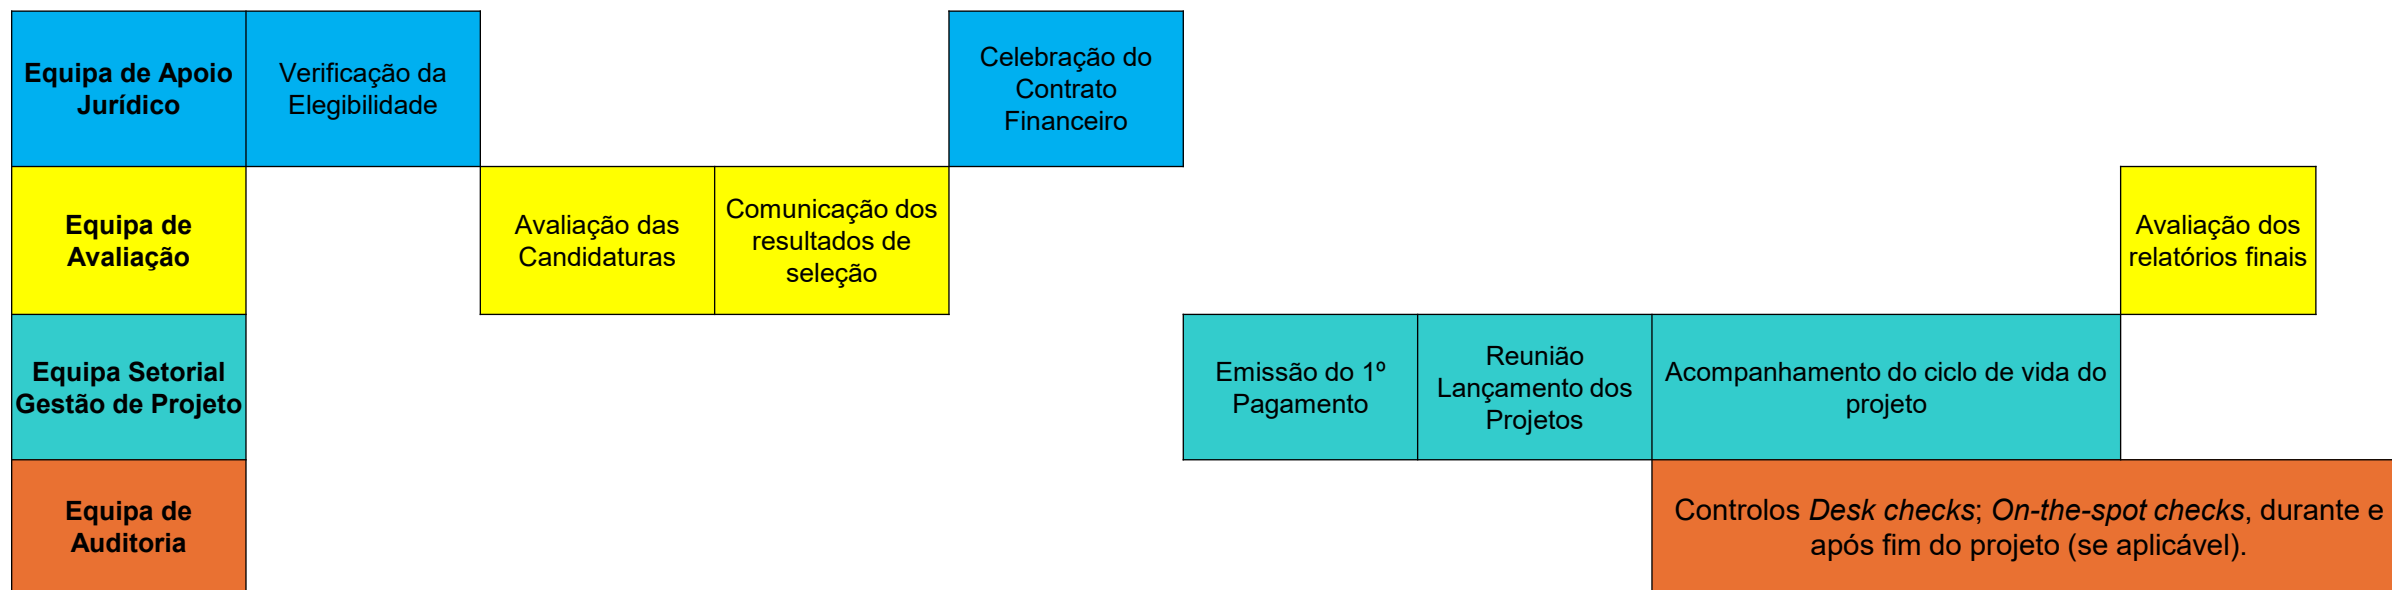 Equipa de Apoio
Jurídico
Verificação da
Elegibilidade
Celebração do
Contrato
Financeiro
Equipa de
Avaliação
Avaliação das
Candidaturas
Comunicação dos
resultados de
seleção
Avaliação dos
relatórios finais
Equipa Setorial
Gestão de Projeto
Emissão do 1º
Pagamento
Reunião
Lançamento dos
Projetos
Acompanhamento do ciclo de vida do
projeto
Equipa de
Auditoria
Controlos Desk checks; On-the-spot checks, durante e
após fim do projeto (se aplicável).